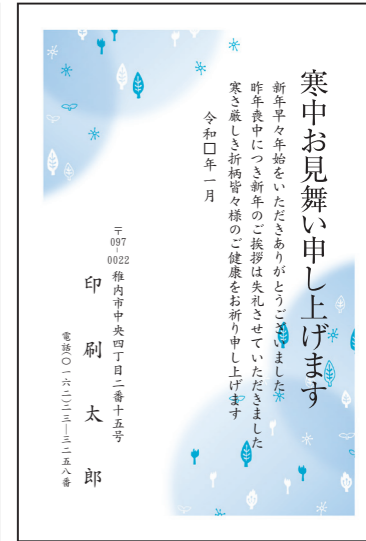 寒中お見舞い申し上げます
新年早々年始をいただきありがとうございました
昨年喪中につき新年のご挨拶は失礼させていただきました
寒さ厳しき折柄皆々様のご健康をお祈り申し上げます
令和□年一月
〒097-0022 稚内市中央四丁目二番十五号
印刷太郎
電話(〇一六二)二三―三二五八番